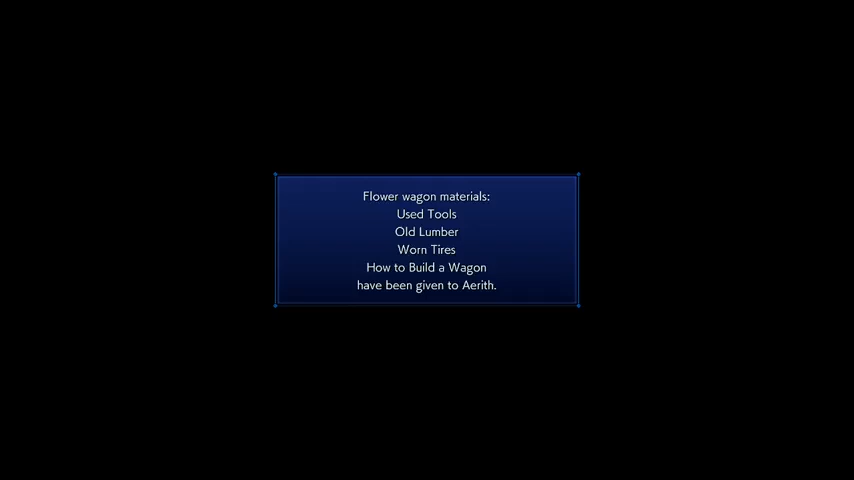 Flower wagon materials:
Used Tools
Old Lumber
Worn Tires
How to Build a Wagon
have been given to Aerith.